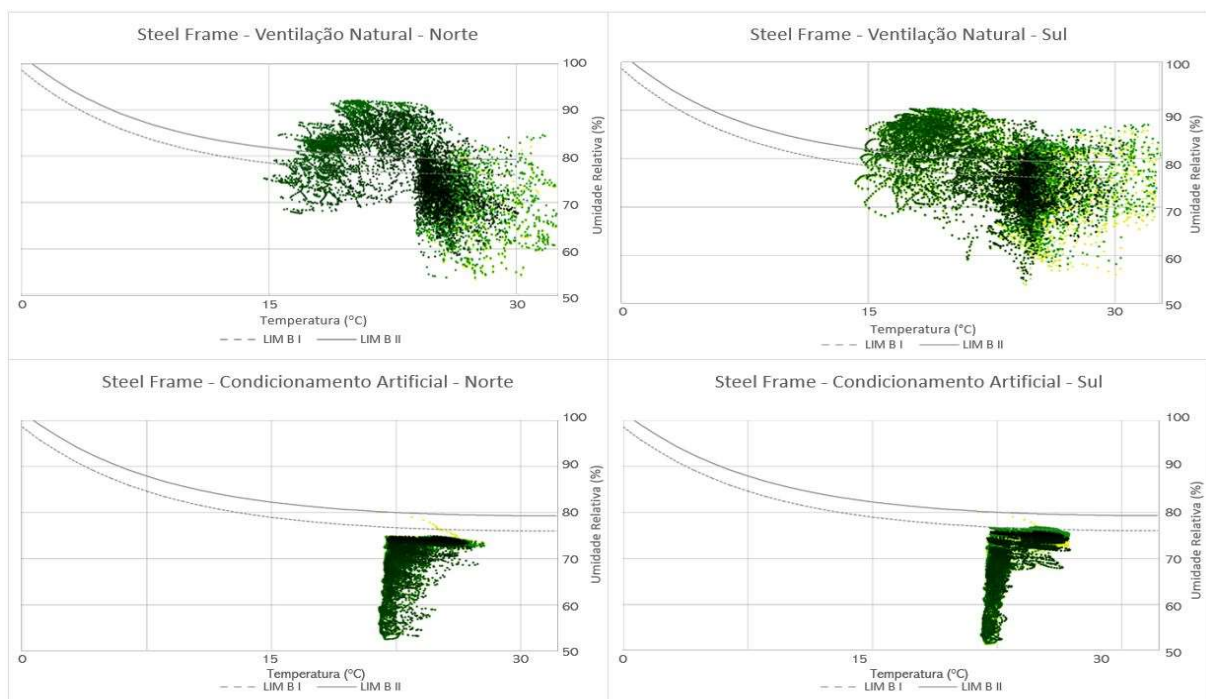 Steel Frame - Ventilação Natural - Norte
100
90
80
70
60
50
Umidade Relativa (%)
0
15
30
Temperatura (°C)
LIM B I
LIM B II
Steel Frame - Ventilação Natural - Sul
100
90
80
70
60
50
Umidade Relativa (%)
0
15
30
Temperatura (°C)
LIM B I
LIM B II
Steel Frame - Condicionamento Artificial - Norte
100
90
80
70
60
50
Umidade Relativa (%)
0
15
30
Temperatura (°C)
LIM B I
LIM B II
Steel Frame - Condicionamento Artificial - Sul
100
90
80
70
60
50
Umidade Relativa (%)
0
15
30
Temperatura (°C)
LIM B I
LIM B II